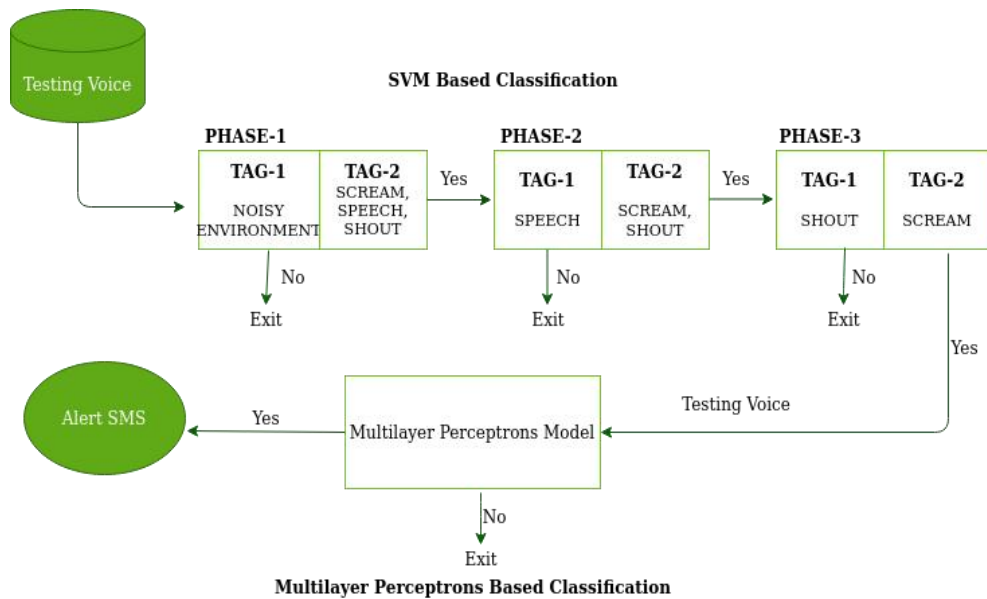 Testing Voice
SVM Based Classification
PHASE-1
TAG-1
NOISY
ENVIRONMENT
TAG-2
SCREAM,
SPEECH,
SHOUT
No
Exit
Yes
PHASE-2
TAG-1
SPEECH
TAG-2
SCREAM,
SHOUT
No
Exit
Yes
PHASE-3
TAG-1
SHOUT
TAG-2
SCREAM
No
Exit
Yes
Testing Voice
Multilayer Perceptrons Model
Yes
Alert SMS
No
Exit
Multilayer Perceptrons Based Classification